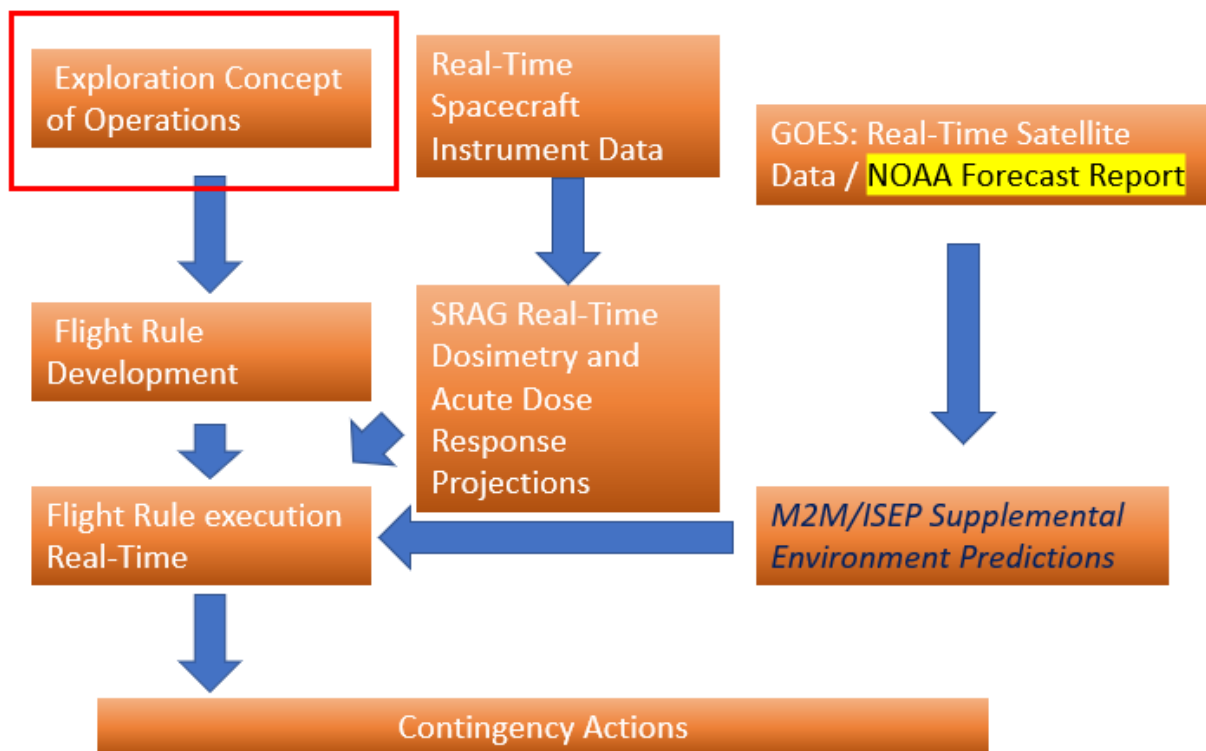 Exploration Concept
of Operations
Real-Time
Spacecraft
Instrument Data
GOES: Real-Time Satellite
Data / NOAA Forecast Report
Flight Rule
Development
SRAG Real-Time
Dosimetry and
Acute Dose
Response
Projections
Flight Rule execution
Real-Time
M2M/ISEP Supplemental
Environment Predictions
Contingency Actions